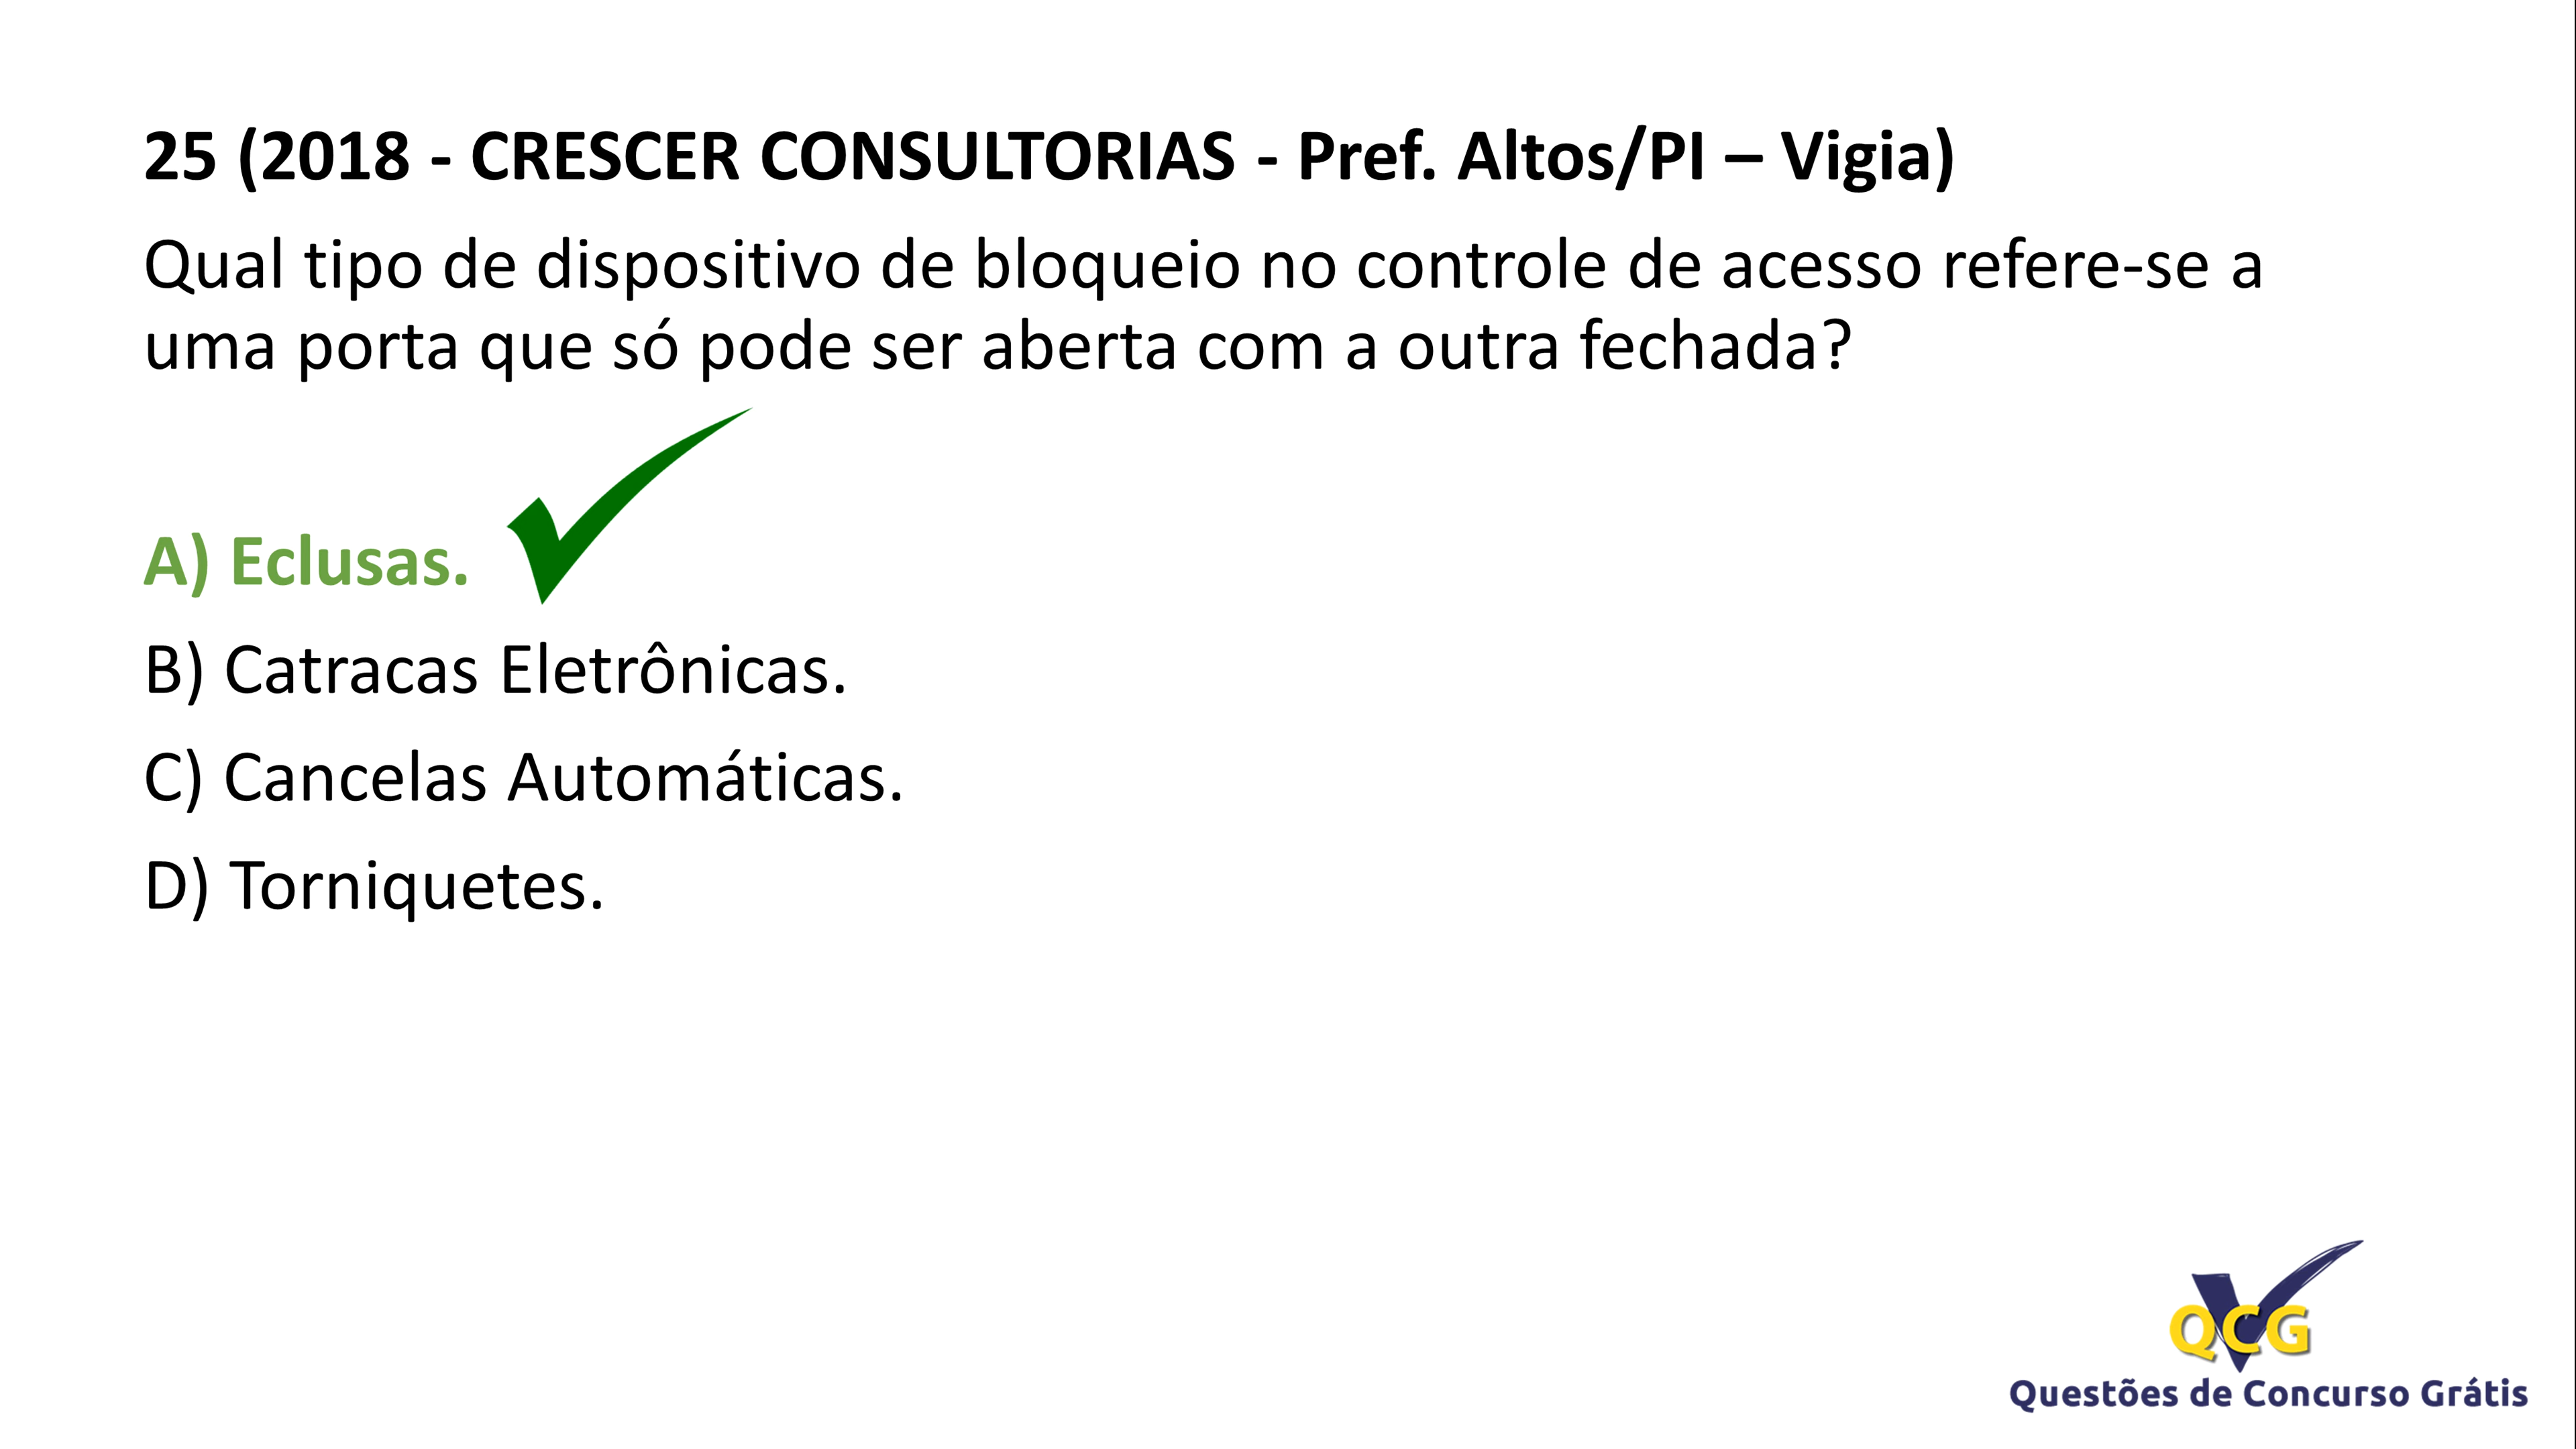 25 (2018 - CRESCER CONSULTORIAS - Pref. Altos/PI – Vigia)
Qual tipo de dispositivo de bloqueio no controle de acesso refere-se a
uma porta que só pode ser aberta com a outra fechada?
A) Eclusas.
B) Catracas Eletrônicas.
C) Cancelas Automáticas.
D) Torniquetes.
QCG
Questões de Concurso Grátis